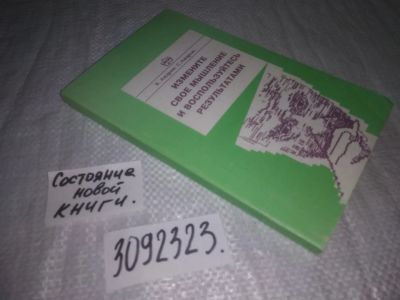 ИЗМЕНИТЕ
СВОЕ МЫШЛЕНИЕ
И ВОСПОЛЬЗУЙТЕСЬ
РЕЗУЛЬТАТАМИ
Состояние
новой
книги.
3092323.